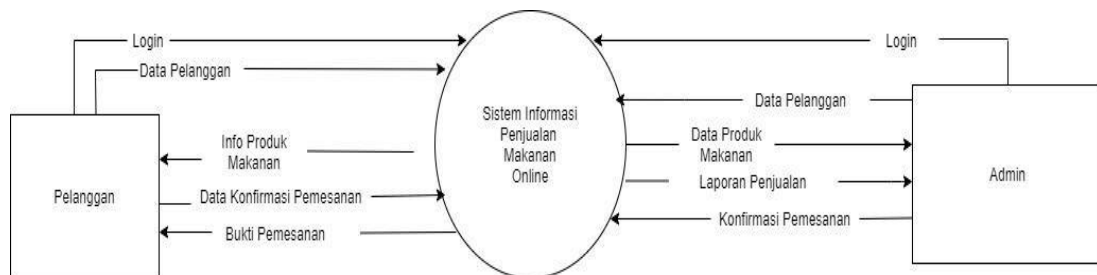 Login
Data Pelanggan
Info Produk
Makanan
Data Konfirmasi Pemesanan
Bukti Pemesanan
Pelanggan
Sistem Informasi
Penjualan
Makanan
Online
Login
Data Pelanggan
Data Produk
Makanan
Laporan Penjualan
Konfirmasi Pemesanan
Admin